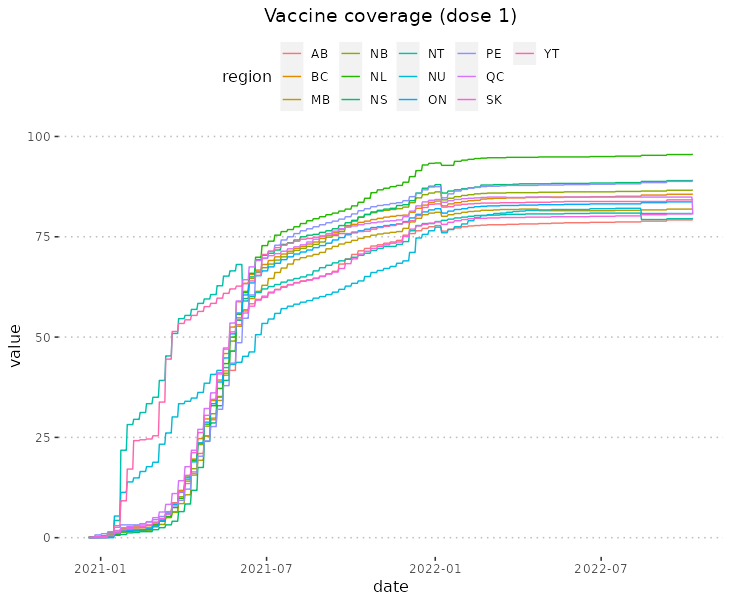 Vaccine coverage (dose 1)
AB NB NT PE YT
region BC NL NU QC
MB NS ON SK
100
75
50
25
0
value
2021-01 2021-07 2022-01 2022-07
date